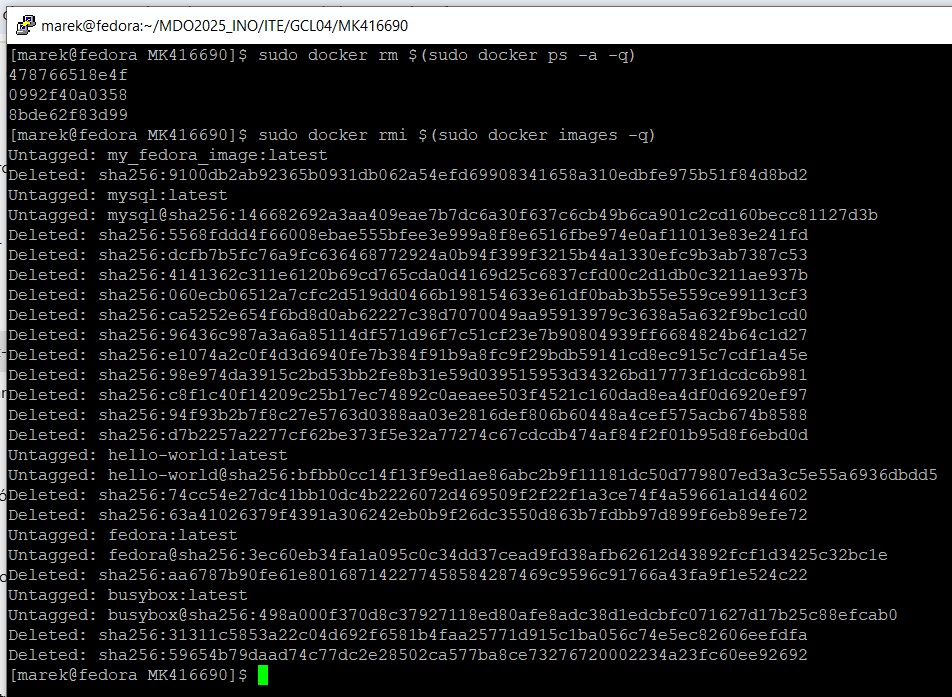 marek@fedora:~/MDO2025_INO/ITE/GCL04/MK416690
[marek@fedora MK416690]$ sudo docker rm $(sudo docker ps -a -q)
478766518e4f
0992f40a0358
8bde62f83d99
[marek@fedora MK416690]$ sudo docker rmi $(sudo docker images -q)
Untagged: my_fedora_image:latest
Deleted: sha256:9100db2ab92365b0931db062a54efd69908341658a310edbfe975b51f84d8bd2
Untagged: mysql:latest
Untagged: mysql@sha256:146682692a3aa409eae7b7dc6a30f637c6cb49b6ca901c2cd160becc81127d3b
Deleted: sha256:5568fddd4f66008ebae555bfee3e999a8f8e6516fbe974e0af11013e83e241fd
Deleted: sha256:dcfb7b5fc76a9fc636468772924a0b94f399f3215b44a1330efc9b3ab7387c53
Deleted: sha256:4141362c311e6120b69cd765cda0d4169d25c6837cfd00c2d1db0c3211ae937b
Deleted: sha256:060ecb06512a7cfc2d519dd0466b198154633e61df0bab3b55e559ce99113cf3
Deleted: sha256:ca5252e654f6bd8d0ab62227c38d7070049aa95913979c3638a5a632f9bc1cd0
Deleted: sha256:96436c987a3a6a85114df571d96f7c51cf23e7b90804939ff6684824b64c1d27
Deleted: sha256:e1074a2c0f4d3d6940fe7b384f91b9a8fc9f29bdb59141cd8ec915c7cdf1a45e
Deleted: sha256:98e974da3915c2bd53bb2fe8b31e59d039515953d34326bd17773f1dcdc6b981
Deleted: sha256:c8f1c40f14209c25b17ec74892c0aeaee503f4521c160dad8ea4df0d6920ef97
Deleted: sha256:94f93b2b7f8c27e5763d0388aa03e2816def806b60448a4cef575acb674b8588
Deleted: sha256:d7b2257a2277cf62be373f5e32a77274c67cdcdb474af84f2f01b95d8f6ebd0d
Untagged: hello-world:latest
Untagged: hello-world@sha256:bfbb0cc14f13f9ed1ae86abc2b9f11181dc50d779807ed3a3c5e55a6936dbdd5
Deleted: sha256:74cc54e27dc41bb10dc4b2226072d469509f2f22f1a3ce74f4a59661a1d44602
Deleted: sha256:63a41026379f4391a306242eb0b9f26dc3550d863b7fdbb97d899f6eb89efe72
Untagged: fedora:latest
Untagged: fedora@sha256:3ec60eb34fa1a095c0c34dd37cead9fd38afb62612d43892fcf1d3425c32bc1e
Deleted: sha256:aa6787b90fe61e8016871422774585842874​69c9596c91766a43fa9f1e524c22
Untagged: busybox:latest
Untagged: busybox@sha256:498a000f370d8c37927118ed80afe8adc38d1edcbfc071627d17b25c88efcab0
Deleted: sha256:31311c5853a22c04d692f6581b4faa25771d915c1ba056c74e5ec82606eefdfa
Deleted: sha256:59654b79daad74c77dc2e28502ca577ba8ce73276720002234a23fc60ee92692
[marek@fedora MK416690]$